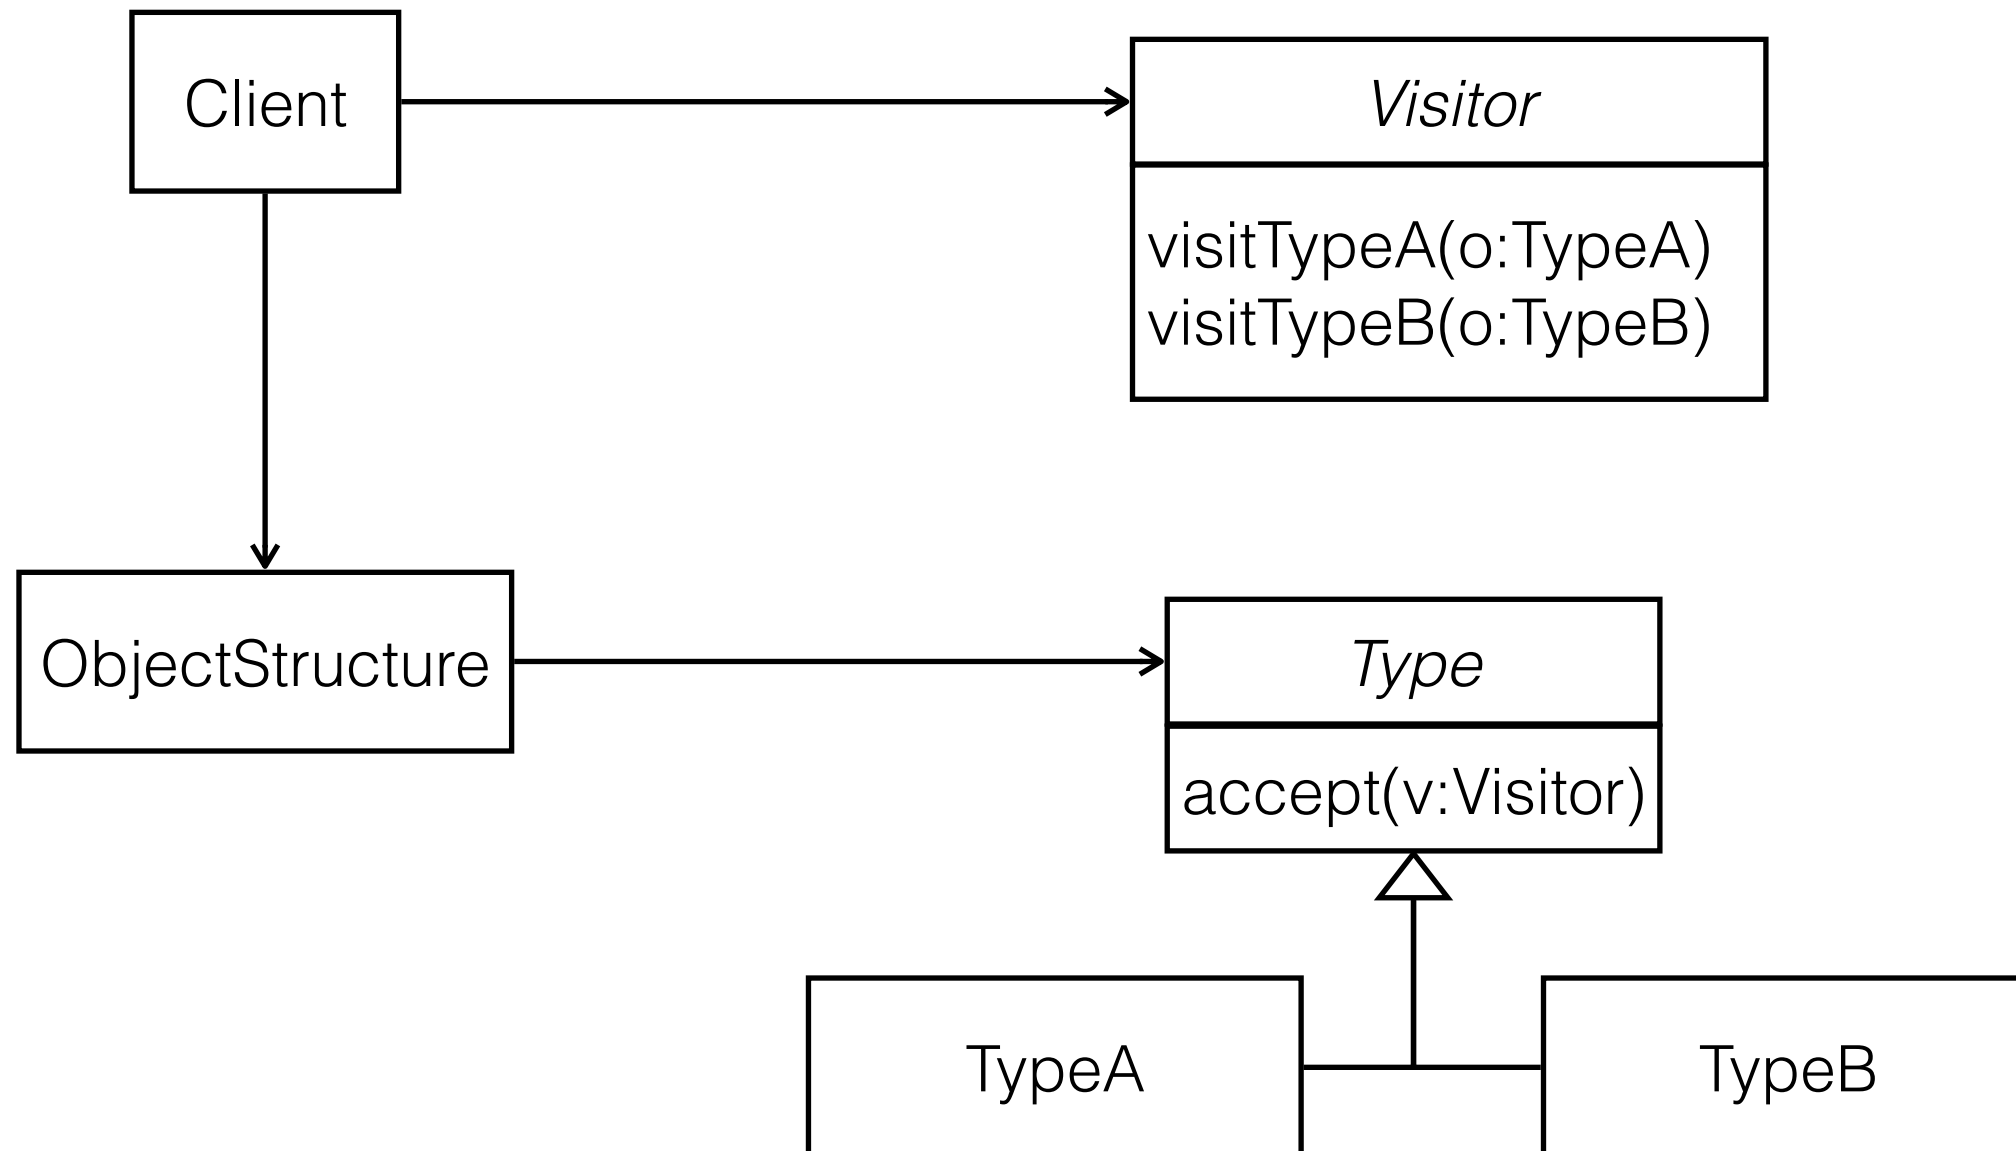 Client
Visitor
visitTypeA(o:TypeA)
visitTypeB(o:TypeB)
ObjectStructure
Type
accept(v:Visitor)
TypeA
TypeB